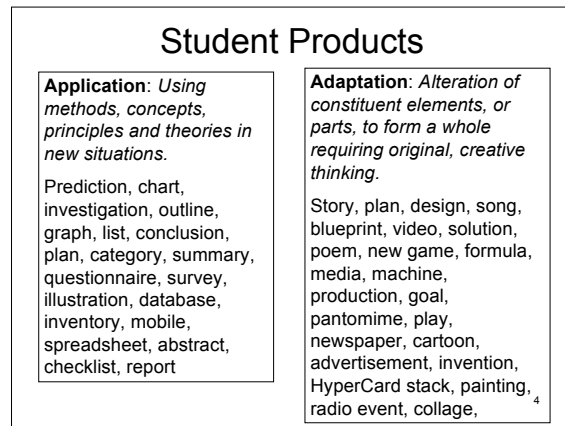 Student Products
Application: Using
methods, concepts,
principles and theories in
new situations.
Prediction, chart,
investigation, outline,
graph, list, conclusion,
plan, category, summary,
questionnaire, survey,
illustration, database,
inventory, mobile,
spreadsheet, abstract,
checklist, report
Adaptation: Alteration of
constituent elements, or
parts, to form a whole
requiring original, creative
thinking.
Story, plan, design, song,
blueprint, video, solution,
poem, new game, formula,
media, machine,
production, goal,
pantomime, play,
newspaper, cartoon,
advertisement, invention,
HyperCard stack, painting,
radio event, collage,
4